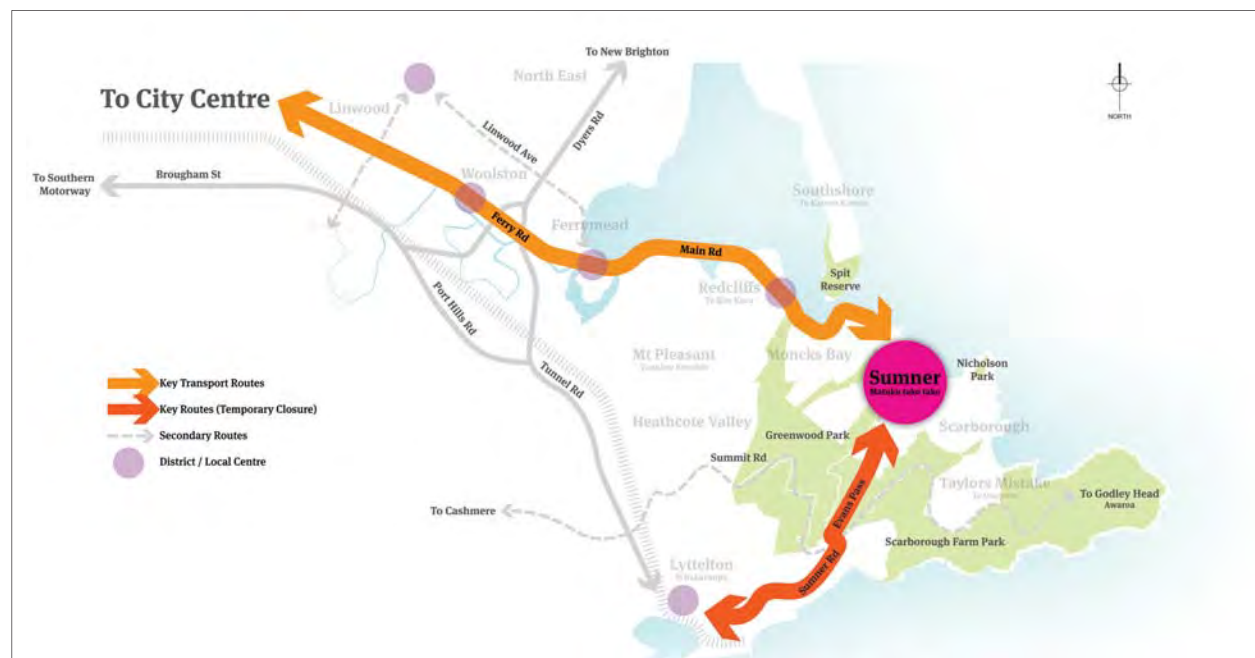 To New Brighton
North East
To City Centre
Linwood
NORTH
Linwood Ave
Dyers Rd
To Southern
Motorway
Brougham St
Woolston
Southshore
Ferrymead
Ferry Rd
Main Rd
Spit
Reserve
Redcliffs
Port Hills Rd
Mt Pleasant
Moncks Bay
Nicholson
Park
Sumner
Tunnel Rd
Key Transport Routes
Key Routes (Temporary Closure)
Secondary Routes
District / Local Centre
Heathcote Valley
Greenwood Park
Scarborough
Summit Rd
Evans Pass
Taylors Mistake
To Godley Head
Awaroa
To Cashmere
Scarborough Farm Park
Sumner Rd
Lyttelton